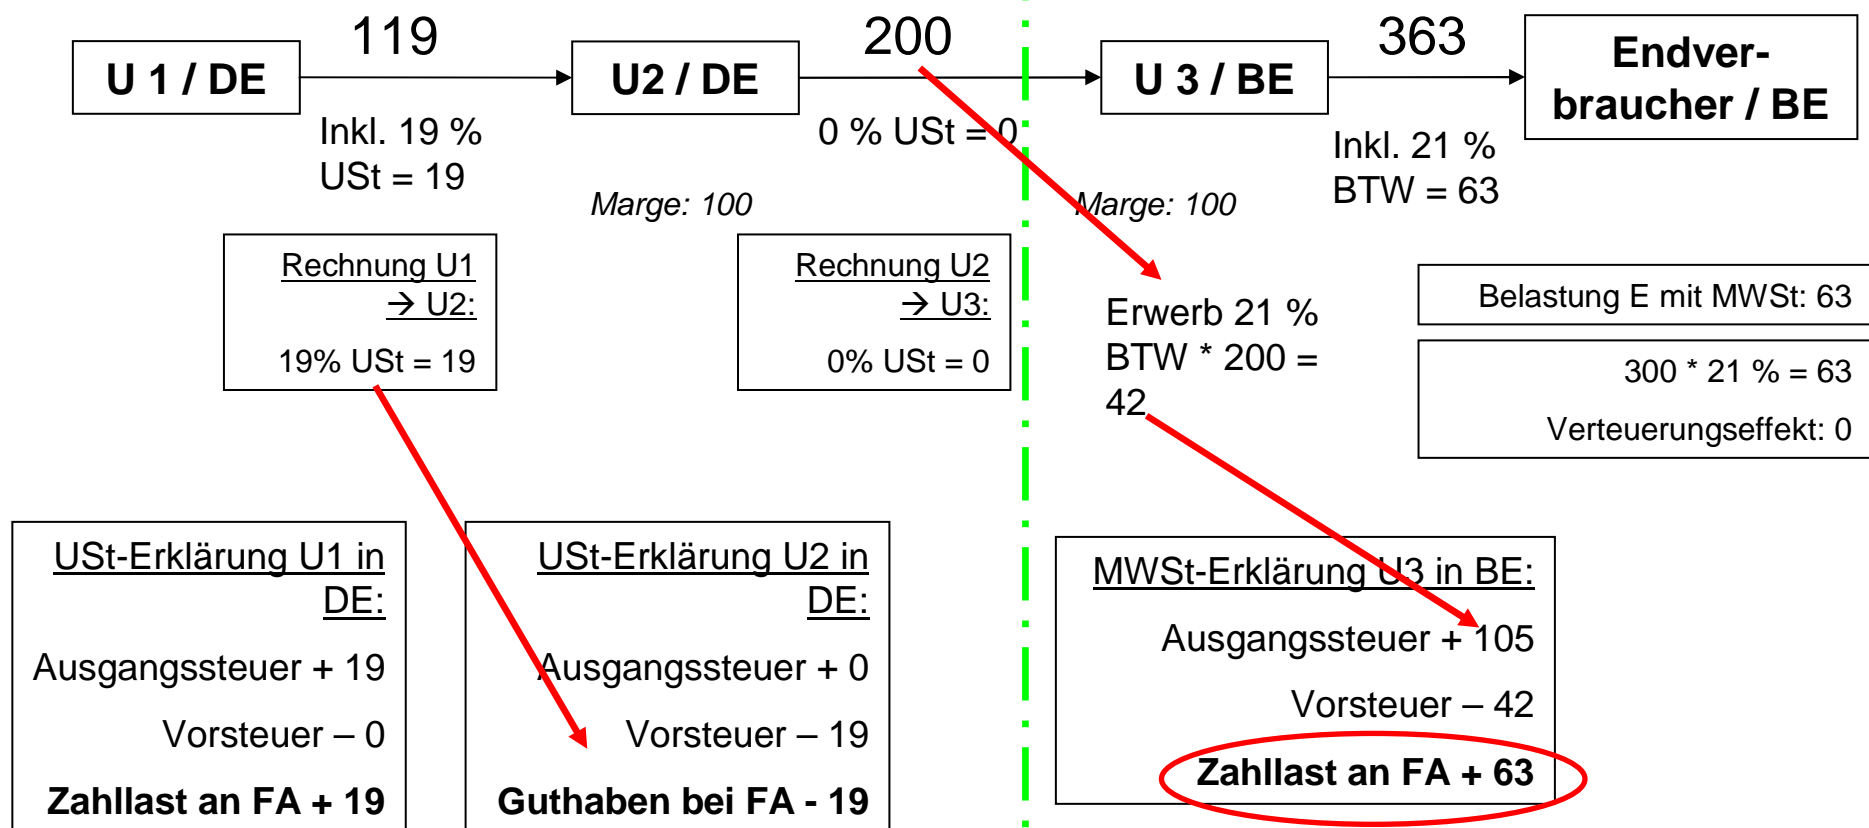 119
200
363
U 1 / DE
U2 / DE
U 3 / BE
Endver-
braucher / BE
Inkl. 19 %
USt = 19
0 % USt = 0
Inkl. 21 %
BTW = 63
Marge: 100
Marge: 100
Rechnung U1
→ U2:
19% USt = 19
Rechnung U2
→ U3:
0% USt = 0
Erwerb 21 %
BTW * 200 =
42
Belastung E mit MWSt: 63
300 * 21 % = 63
Verteuerungseffekt: 0
USt-Erklärung U1 in
DE:
Ausgangssteuer + 19
Vorsteuer – 0
Zahllast an FA + 19
USt-Erklärung U2 in
DE:
Ausgangssteuer + 0
Vorsteuer – 19
Guthaben bei FA - 19
MWSt-Erklärung U3 in BE:
Ausgangssteuer + 105
Vorsteuer – 42
Zahllast an FA + 63